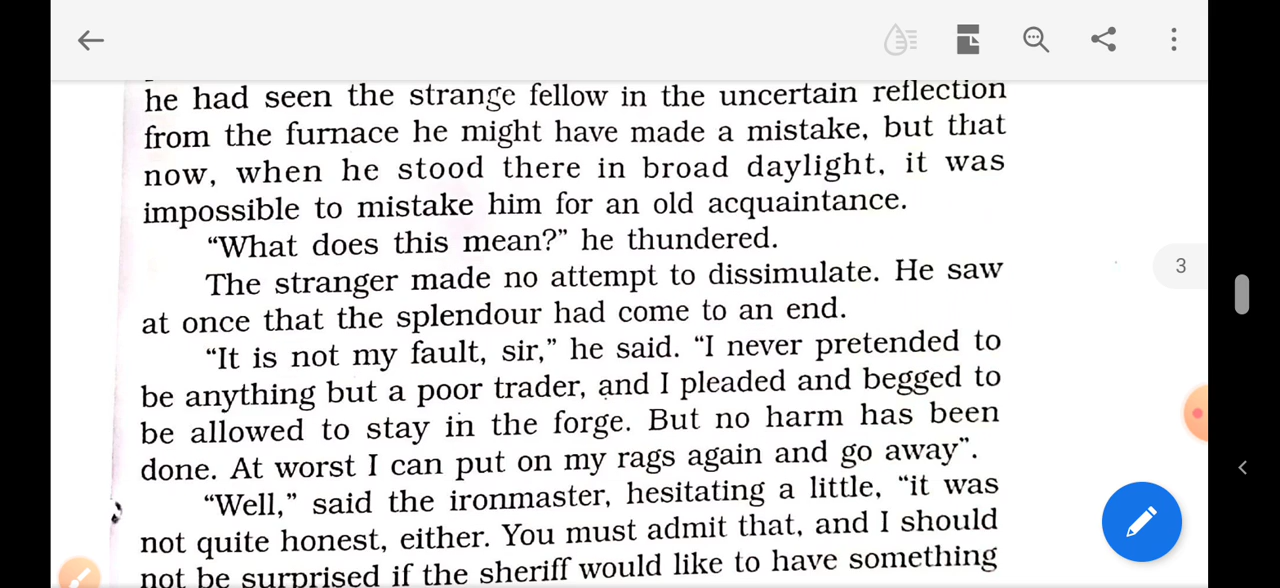 he had seen the strange fellow in the uncertain reflection
from the furnace he might have made a mistake, but that
now, when he stood there in broad daylight, it was
impossible to mistake him for an old acquaintance.
“What does this mean?” he thundered.
3
The stranger made no attempt to dissimulate. He saw
at once that the splendour had come to an end.
“It is not my fault, sir,” he said. “I never pretended to
be anything but a poor trader, and I pleaded and begged to
be allowed to stay in the forge. But no harm has been
done. At worst I can put on my rags again and go away”.
“Well,” said the ironmaster, hesitating a little, “it was
not quite honest, either. You must admit that, and I should
not be surprised if the sheriff would like to have something